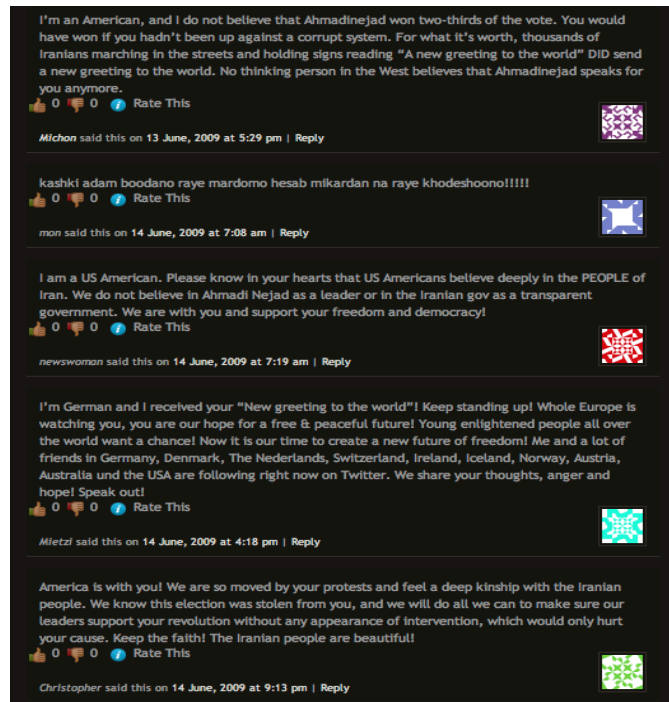 I'm an American, and I do not believe that Ahmadinejad won two-thirds of the vote. You would
have won if you hadn't been up against a corrupt system. For what it's worth, thousands of
Iranians marching in the streets and holding signs reading “A new greeting to the world” DID send
a new greeting to the world. No thinking person in the West believes that Ahmadinejad speaks for
you anymore.
0 0 i Rate This
Michon said this on 13 June, 2009 at 5:29 pm | Reply
kashki adam boodano raye mardomo hesab mikardan na raye khodeshoono!!!!!
0 0 i Rate This
mon said this on 14 June, 2009 at 7:08 am | Reply
I am a US American. Please know in your hearts that US Americans believe deeply in the PEOPLE of
Iran. We do not believe in Ahmadi Nejad as a leader or in the Iranian gov as a transparent
government. We are with you and support your freedom and democracy!
0 0 i Rate This
newswoman said this on 14 June, 2009 at 7:19 am | Reply
I'm German and I received your “New greeting to the world”! Keep standing up! Whole Europe is
watching you, you are our hope for a free & peaceful future! Young enlightened people all over
the world want a chance! Now it is our time to create a new future of freedom! Me and a lot of
friends in Germany, Denmark, The Nederlands, Switzerland, Ireland, Iceland, Norway, Austria,
Australia und the USA are following right now on Twitter. We share your thoughts, anger and
hope! Speak out!
0 0 i Rate This
Mietzi said this on 14 June, 2009 at 4:18 pm | Reply
America is with you! We are so moved by your protests and feel a deep kinship with the Iranian
people. We know this election was stolen from you, and we will do all we can to make sure our
leaders support your revolution without any appearance of intervention, which would only hurt
your cause. Keep the faith! The Iranian people are beautiful!
0 0 i Rate This
Christopher said this on 14 June, 2009 at 9:13 pm | Reply